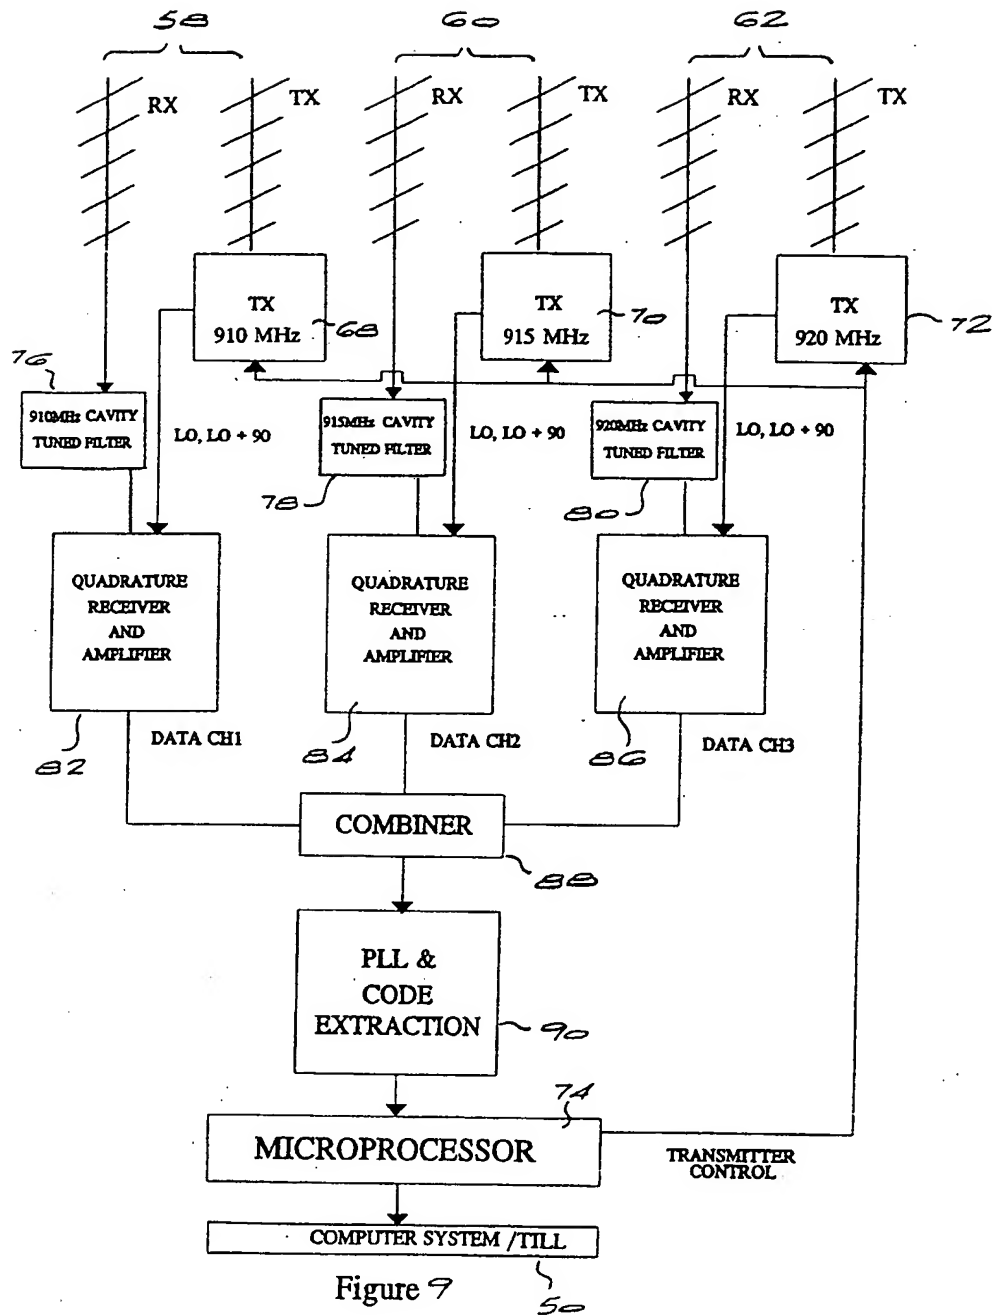 58 60 62
RX TX RX TX RX TX
TX
910 MHz
68
TX
915 MHz
70
TX
920 MHz
72
76
910MHz CAVITY
TUNED FILTER
LO, LO + 90
915MHz CAVITY
TUNED FILTER
78
LO, LO + 90
920MHz CAVITY
TUNED FILTER
80
LO, LO + 90
QUADRATURE
RECEIVER
AND
AMPLIFIER
82
QUADRATURE
RECEIVER
AND
AMPLIFIER
84
QUADRATURE
RECEIVER
AND
AMPLIFIER
86
DATA CH1
DATA CH2
DATA CH3
COMBINER
88
PLL &
CODE
EXTRACTION
90
74
MICROPROCESSOR
TRANSMITTER
CONTROL
COMPUTER SYSTEM /TILL
Figure 9
50